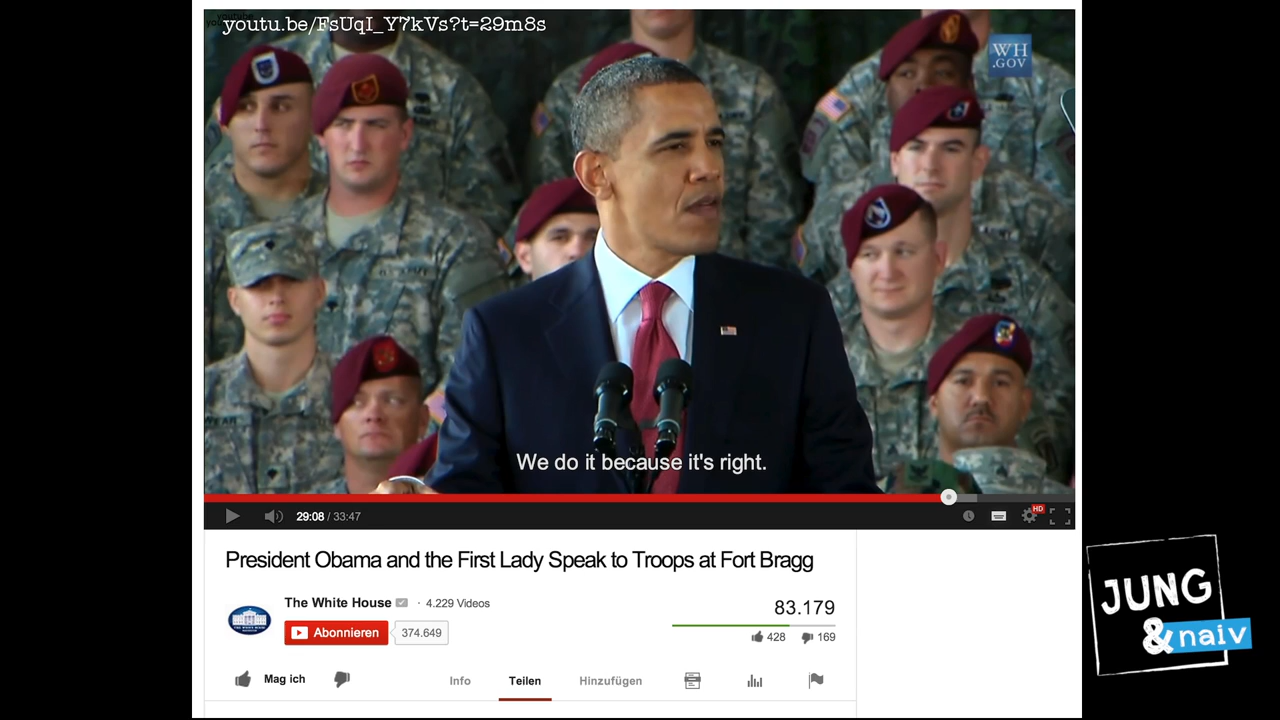 youtu.be/FsUqI_Y7kVs?t=29m8s
WH
.GOV
We do it because it's right.
29:08 / 33:47
HD
President Obama and the First Lady Speak to Troops at Fort Bragg
The White House · 4.229 Videos
83.179
Abonnieren 374.649
428 169
Mag ich Info Teilen Hinzufügen
JUNG
& naiv